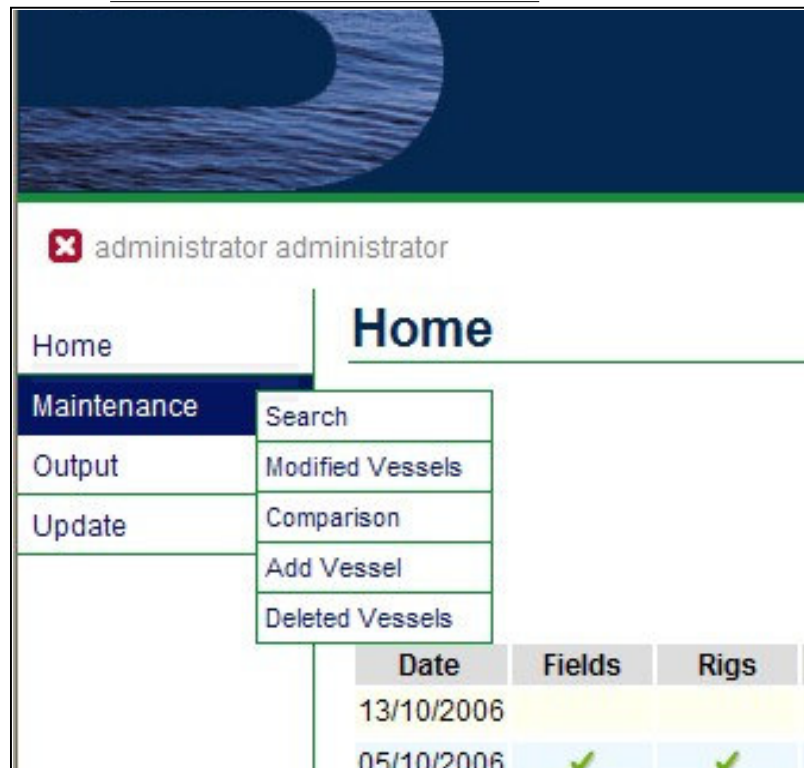 administrator administrator
Home
Home
Maintenance
Search
Output
Modified Vessels
Update
Comparison
Add Vessel
Deleted Vessels
Date Fields Rigs
13/10/2006
05/10/2006